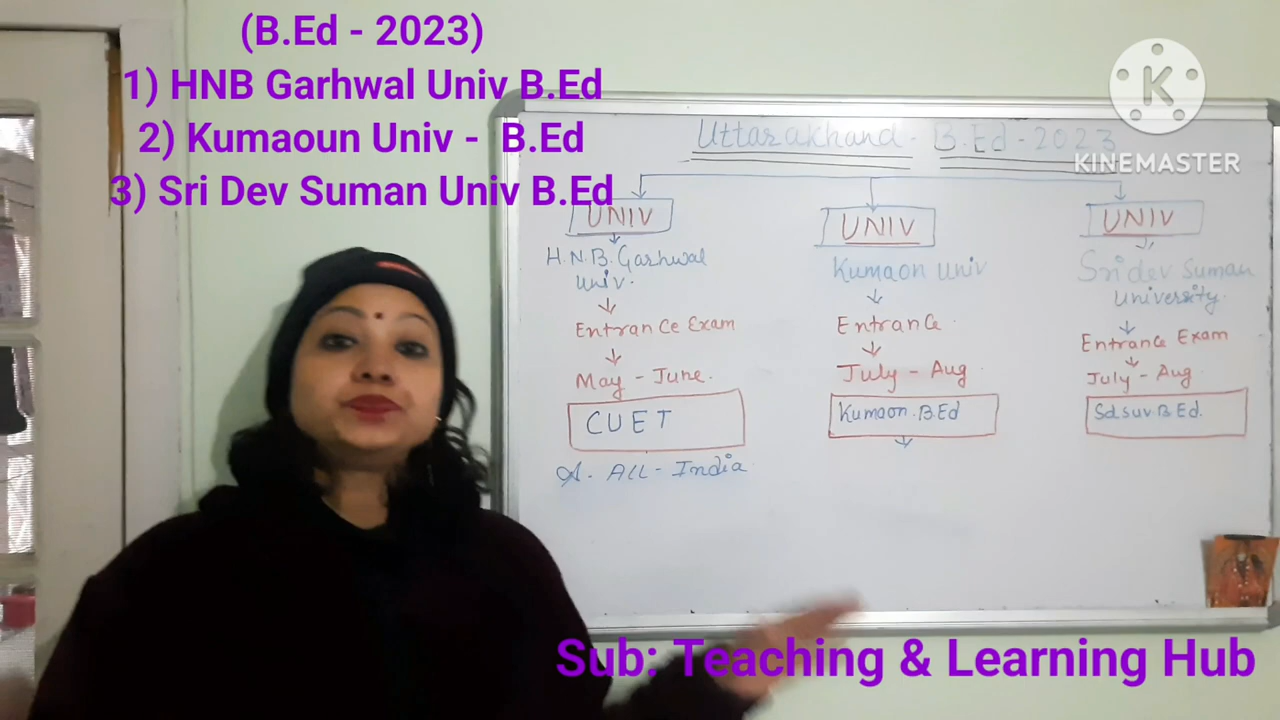 (B.Ed - 2023)
1) HNB Garhwal Univ B.Ed
2) Kumaoun Univ - B.Ed
3) Sri Dev Suman Univ B.Ed
K
KINEMASTER
Uttarakhand - B.Ed - 2023
UNIV
H.N.B. Garhwal
Univ.
Entrance Exam
May - June.
CUET
A. ALL - India
UNIV
Kumaon Univ
Entrance.
July - Aug
Kumaon.B.Ed
UNIV
Sri dev Suman
University.
Entrance Exam
July - Aug
Sdsuv B Ed.
Sub: Teaching & Learning Hub